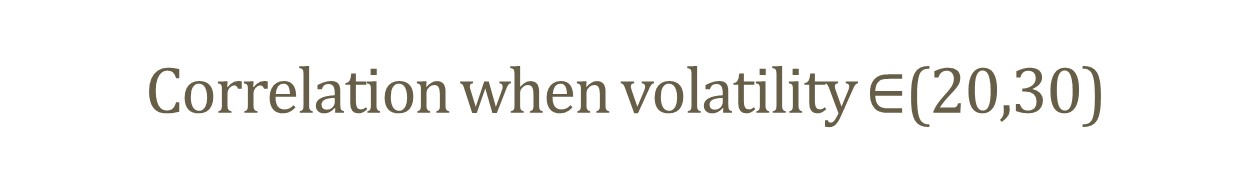 Correlation when volatility ∈(20,30)